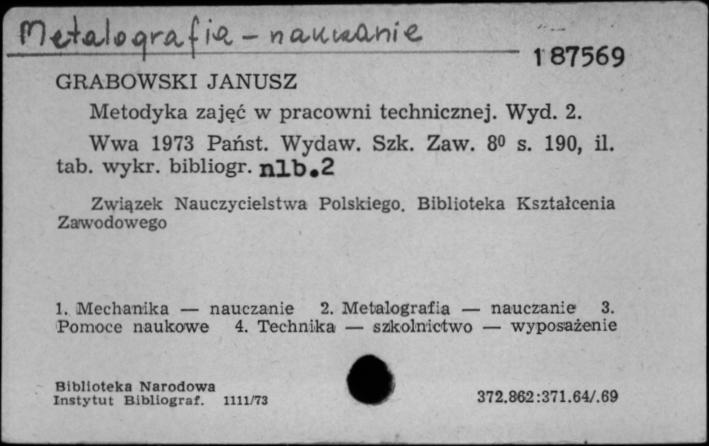 Metalografia – nauczanie
187569
GRABOWSKI JANUSZ
Metodyka zajęć w pracowni technicznej. Wyd. 2.
Wwa 1973 Państ. Wydaw. Szk. Zaw. 8⁰ s. 190, il.
tab. wykr. bibliogr. nlb.2
Związek Nauczycielstwa Polskiego. Biblioteka Kształcenia
Zawodowego
1. Mechanika — nauczanie 2. Metalografia — nauczanie 3.
Pomoce naukowe 4. Technika — szkolnictwo — wyposażenie
Biblioteka Narodowa
Instytut Bibliograf. 1111/73
372.862:371.64/.69